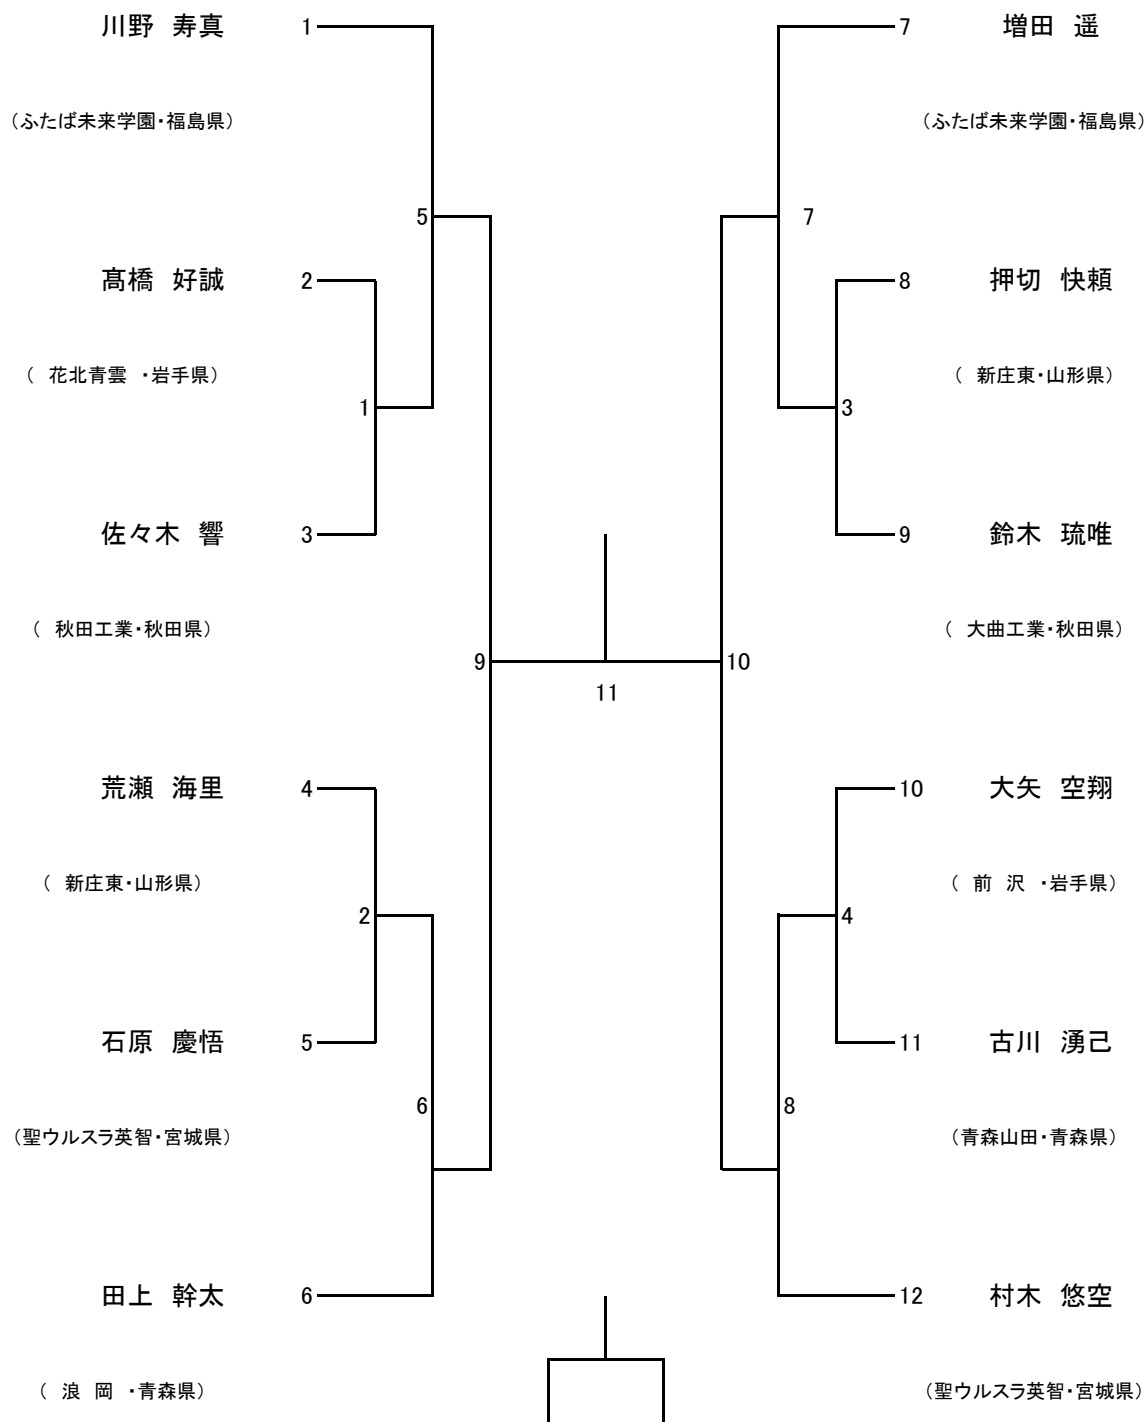 川野 寿真 1
7 増田 遥
(ふたば未来学園・福島県)
(ふたば未来学園・福島県)
5
7
髙橋 好誠 2
8 押切 快頼
( 花北青雲 ・岩手県)
( 新庄東・山形県)
1
3
佐々木 響 3
9 鈴木 琉唯
( 秋田工業・秋田県)
( 大曲工業・秋田県)
9
10
11
荒瀬 海里 4
10 大矢 空翔
( 新庄東・山形県)
( 前 沢 ・岩手県)
2
4
石原 慶悟 5
11 古川 湧己
6
8
(聖ウルスラ英智・宮城県)
(青森山田・青森県)
田上 幹太 6
12 村木 悠空
( 浪 岡 ・青森県)
(聖ウルスラ英智・宮城県)